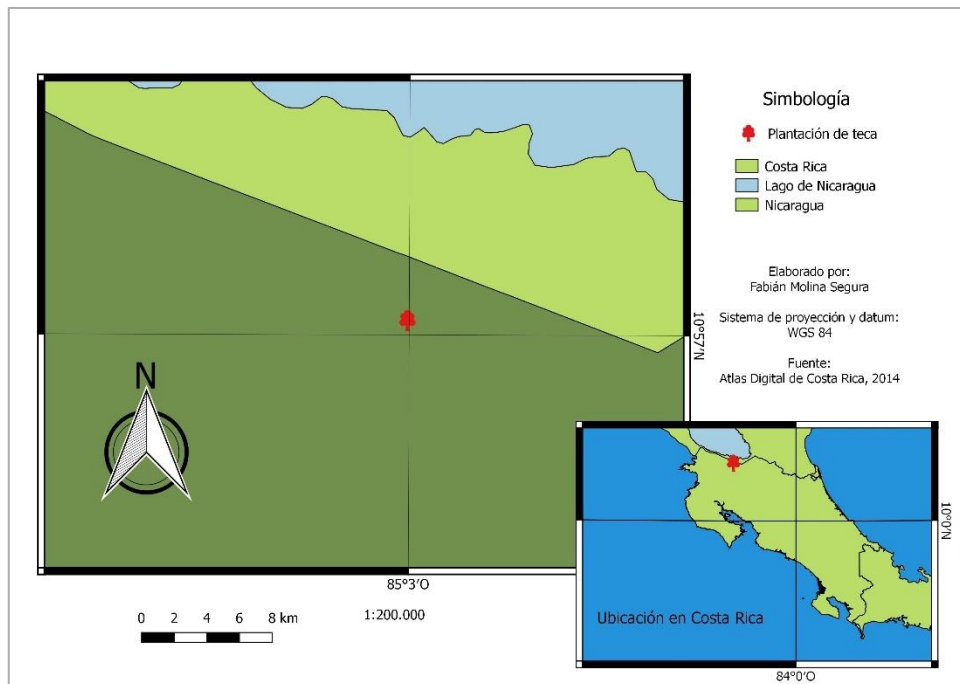 Simbología
Plantación de teca
Costa Rica
Lago de Nicaragua
Nicaragua
Elaborado por:
Fabián Molina Segura
Sistema de proyección y datum:
WGS 84
Fuente:
Atlas Digital de Costa Rica, 2014
10°57'N
N
85°3'O
0 2 4 6 8 km
1:200.000
10°0'N
Ubicación en Costa Rica
84°0'O